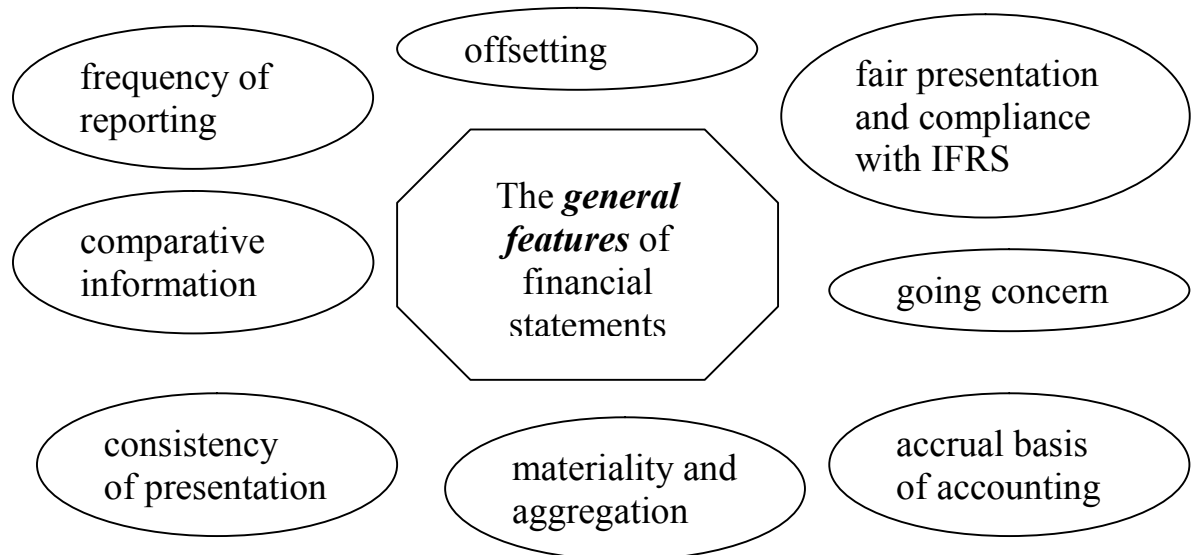 offsetting
frequency of
reporting
fair presentation
and compliance
with IFRS
The general
features of
financial
statements
comparative
information
going concern
consistency
of presentation
materiality and
aggregation
accrual basis
of accounting